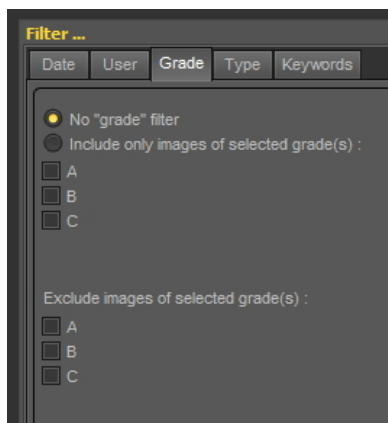 Filter ...
Date User Grade Type Keywords
No "grade" filter
Include only images of selected grade(s) :
A
B
C
Exclude images of selected grade(s) :
A
B
C